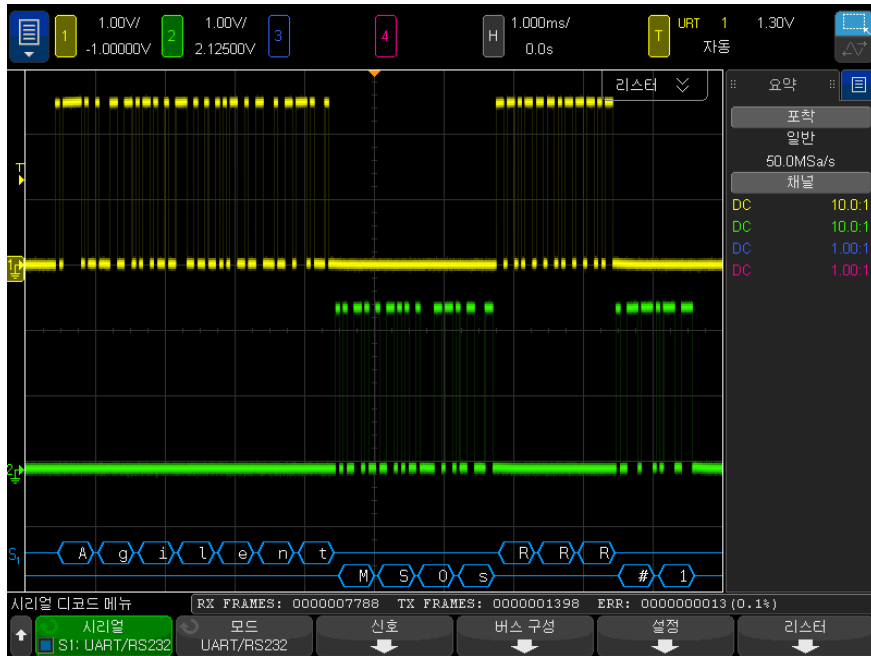 1 1.00V/ 2 1.00V/ 3 4 H 1.000ms/ T URT 1 1.30V
-1.00000V 2.12500V 0.0s 자동
리스터 요약
포착
일반
50.0MSa/s
채널
DC 10.0:1
DC 10.0:1
DC 1.00:1
DC 1.00:1
T
1
2
S1 A g i l e n t R R R
M S O s # 1
시리얼 디코드 메뉴 RX FRAMES: 0000007788 TX FRAMES: 0000001398 ERR: 0000000013(0.1%)
시리얼 모드 신호 버스 구성 설정 리스터
S1: UART/RS232 UART/RS232